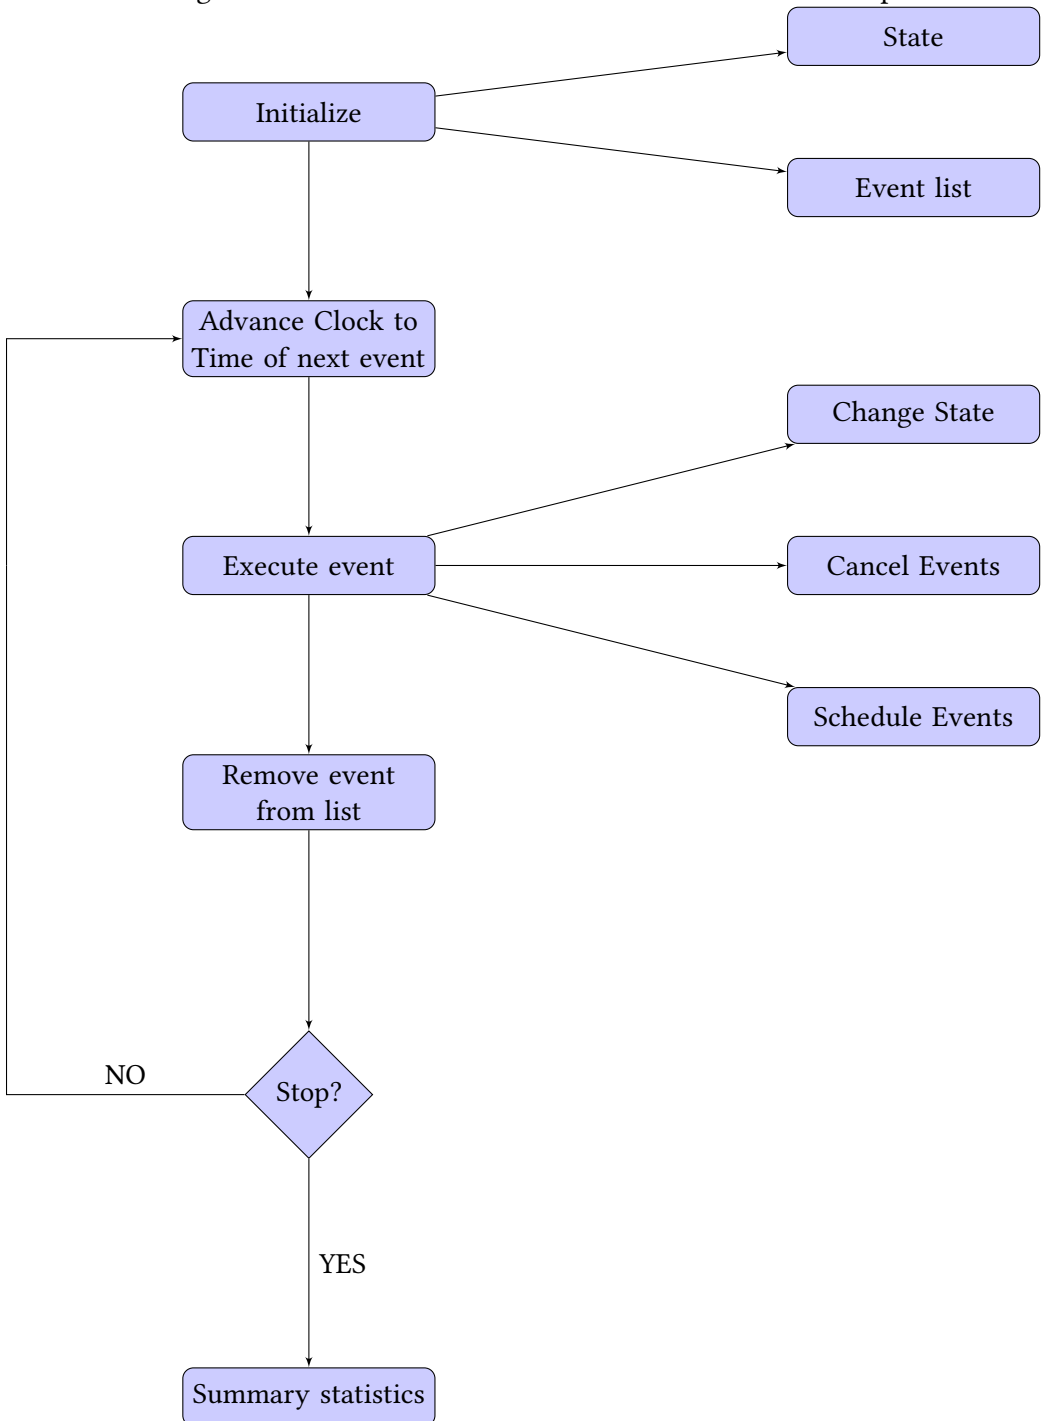 State
Initialize
Event list
Advance Clock to
Time of next event
Change State
Execute event
Cancel Events
Schedule Events
Remove event
from list
NO
Stop?
YES
Summary statistics